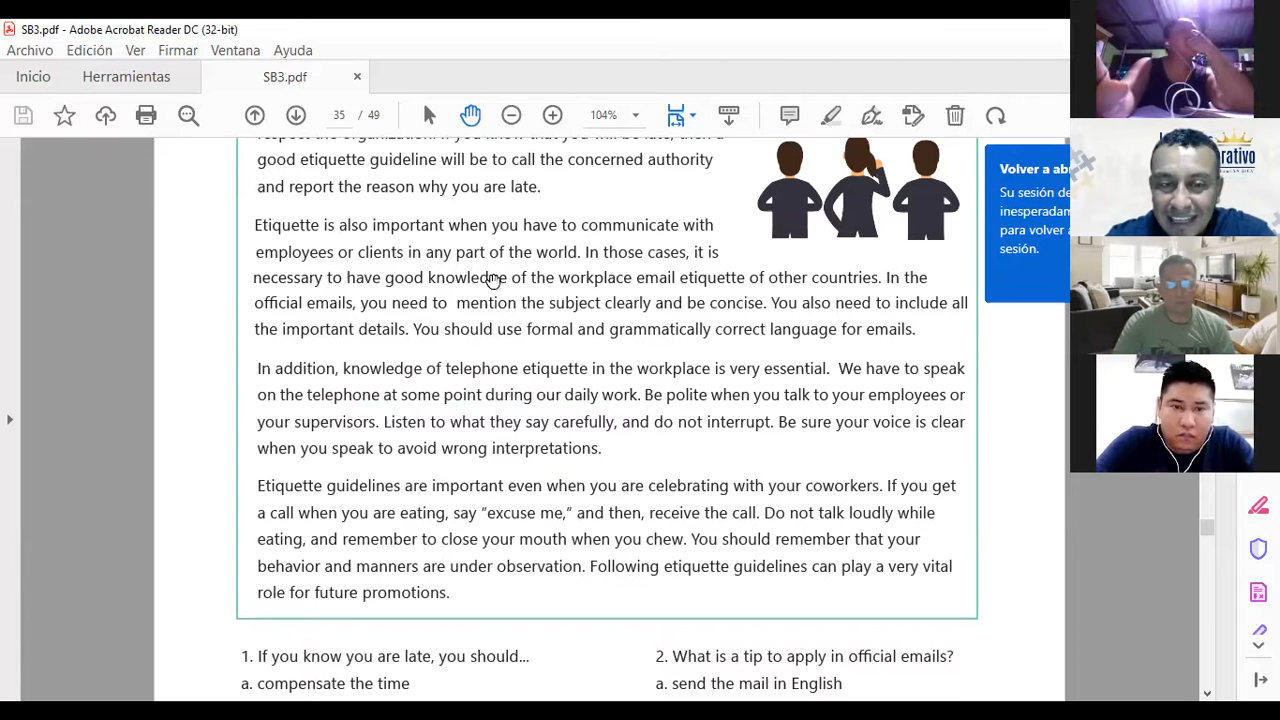 SB3.pdf - Adobe Acrobat Reader DC (32-bit)
Archivo Edición Ver Firmar Ventana Ayuda
Inicio Herramientas SB3.pdf ×
35 / 49 104%
good etiquette guideline will be to call the concerned authority
and report the reason why you are late.
Etiquette is also important when you have to communicate with
employees or clients in any part of the world. In those cases, it is
necessary to have good knowledge of the workplace email etiquette of other countries. In the
official emails, you need to mention the subject clearly and be concise. You also need to include all
the important details. You should use formal and grammatically correct language for emails.
In addition, knowledge of telephone etiquette in the workplace is very essential. We have to speak
on the telephone at some point during our daily work. Be polite when you talk to your employees or
your supervisors. Listen to what they say carefully, and do not interrupt. Be sure your voice is clear
when you speak to avoid wrong interpretations.
Etiquette guidelines are important even when you are celebrating with your coworkers. If you get
a call when you are eating, say “excuse me,” and then, receive the call. Do not talk loudly while
eating, and remember to close your mouth when you chew. You should remember that your
behavior and manners are under observation. Following etiquette guidelines can play a very vital
role for future promotions.
1. If you know you are late, you should...
a. compensate the time
2. What is a tip to apply in official emails?
a. send the mail in English
Volver a ab
Su sesión d
inesperadam
para volver a
sesión.